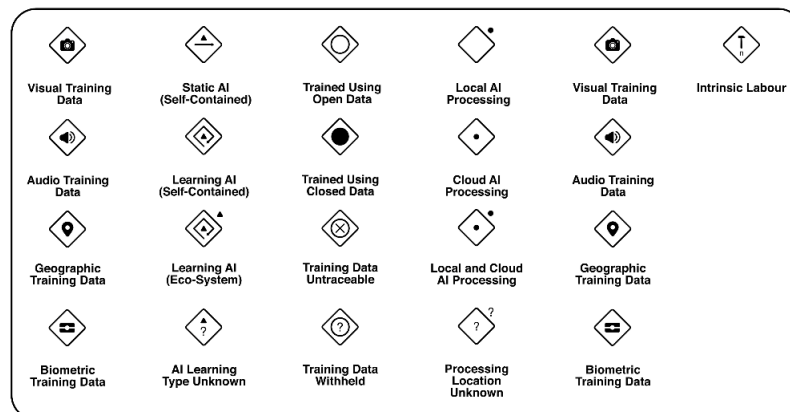 Visual Training
Data
Static AI
(Self-Contained)
Trained Using
Open Data
Local AI
Processing
Visual Training
Data
n
Intrinsic Labour
Audio Training
Data
Learning AI
(Self-Contained)
Trained Using
Closed Data
Cloud AI
Processing
Audio Training
Data
Geographic
Training Data
Learning AI
(Eco-System)
Training Data
Untraceable
Local and Cloud
AI Processing
Geographic
Training Data
Biometric
Training Data
?
AI Learning
Type Unknown
?
Training Data
Withheld
? ?
Processing
Location
Unknown
Biometric
Training Data